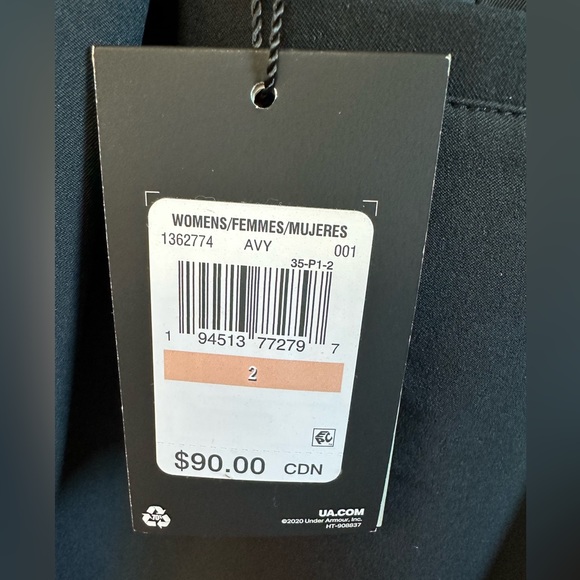 WOMENS/FEMMES/MUJERES
1362774 AVY 001
35-P1-2
1 94513 77279 7
2
$90.00 CDN
UA.COM
©2020 Under Armour, Inc.
HT-908937